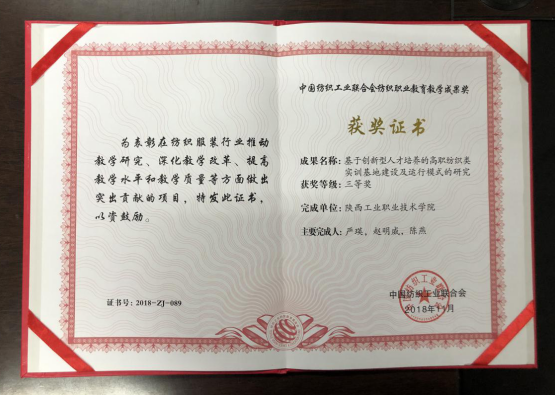 为表彰在纺织服装行业推动
教学研究、深化教学改革、提高
教学水平和教学质量等方面做出
突出贡献的项目，特发此证书，
以资鼓励。
证书号：2018-ZJ-089
中国纺织工业联合会纺织职业教育教学成果奖
获奖证书
成果名称：基于创新型人才培养的高职纺织类
实训基地建设及运行模式的研究
获奖等级：三等奖
完成单位：陕西工业职业技术学院
主要完成人：严瑛，赵明威，陈燕
中国纺织工业联合会
2018年11月